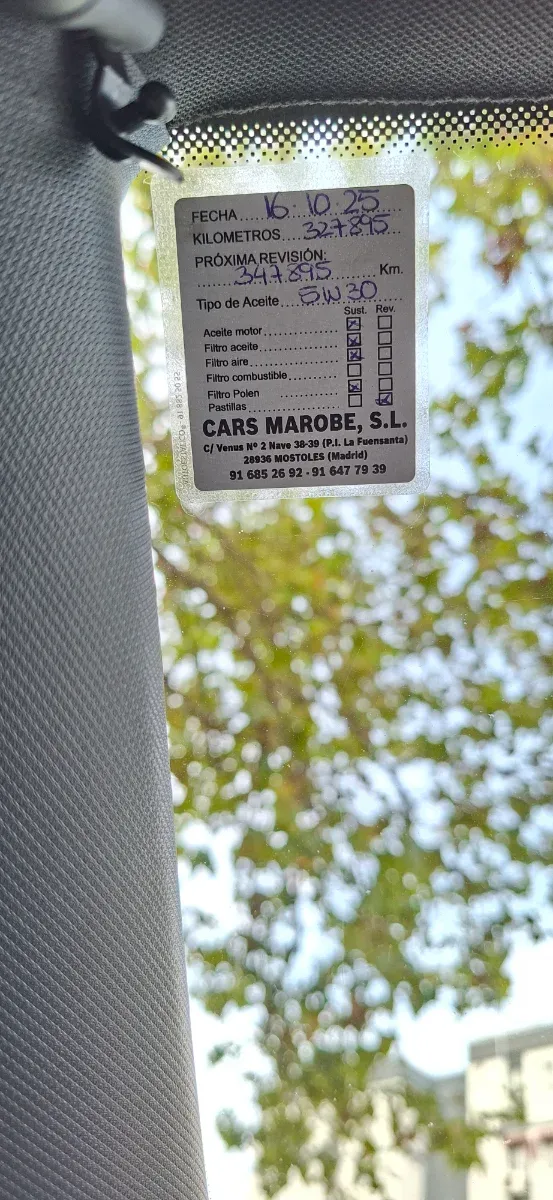 FECHA 16·10·25
KILOMETROS 327895
PRÓXIMA REVISIÓN:
347.895 Km.
Tipo de Aceite 5W30
Sust. Rev.
Aceite motor
Filtro aceite
Filtro aire
Filtro combustible
Filtro Polen
Pastillas
CARS MAROBE, S.L.
C/ Venus Nº 2 Nave 38-39 (P.I. La Fuensanta)
28936 MOSTOLES (Madrid)
91 685 26 92 - 91 647 79 39